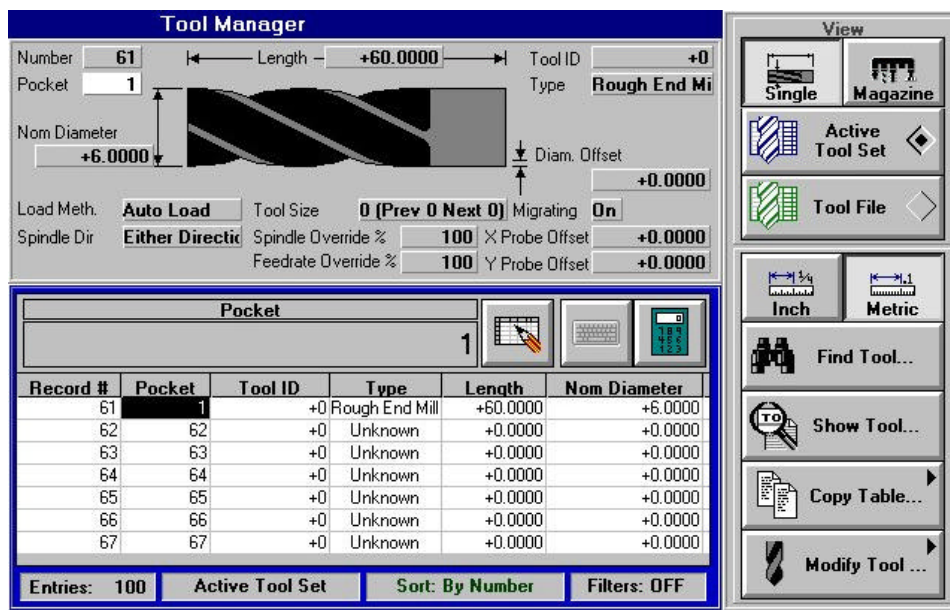 Tool Manager
Number 61 Length +60.0000 Tool ID +0
Pocket 1 Type Rough End Mi
Nom Diameter
+6.0000
Diam. Offset
+0.0000
Load Meth. Auto Load Tool Size 0 (Prev 0 Next 0) Migrating On
Spindle Dir Either Directic Spindle Override % 100 X Probe Offset +0.0000
Feedrate Override % 100 Y Probe Offset +0.0000
Pocket
1
Record # Pocket Tool ID Type Length Nom Diameter
61 1 +0 Rough End Mill +60.0000 +6.0000
62 62 +0 Unknown +0.0000 +0.0000
63 63 +0 Unknown +0.0000 +0.0000
64 64 +0 Unknown +0.0000 +0.0000
65 65 +0 Unknown +0.0000 +0.0000
66 66 +0 Unknown +0.0000 +0.0000
67 67 +0 Unknown +0.0000 +0.0000
Entries: 100 Active Tool Set Sort: By Number Filters: OFF
View
Single Magazine
Active
Tool Set
Tool File
1/4 .1
Inch Metric
Find Tool...
TO
Show Tool...
Copy Table...
Modify Tool ...